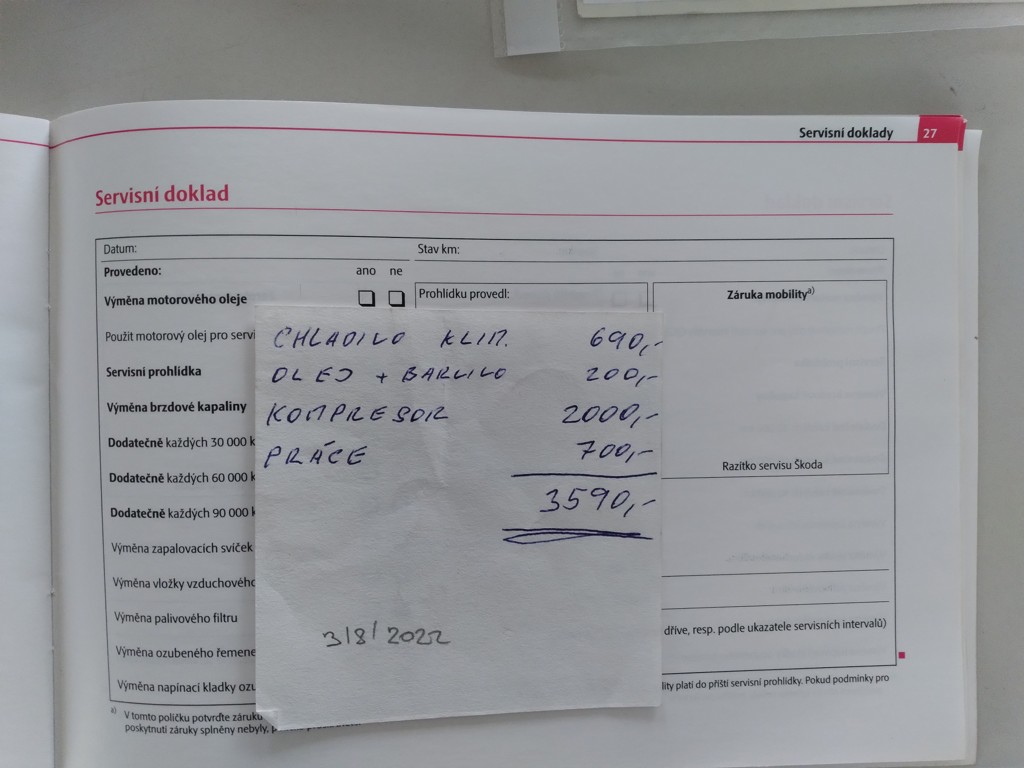 Servisní doklady 27
Servisní doklad
Datum:
Stav km:
Provedeno: ano ne
Výměna motorového oleje
Prohlídku provedl:
Záruka mobility a)
Použit motorový olej pro servi
Servisní prohlídka
Výměna brzdové kapaliny
Dodatečně každých 30 000 k
Dodatečně každých 60 000 k
Razítko servisu Škoda
Dodatečně každých 90 000 k
Výměna zapalovacích svíček
Výměna vložky vzduchového
Výměna palivového filtru
dříve, resp. podle ukazatele servisních intervalů)
Výměna ozubeného řemene
Výměna napínací kladky ozu
lity platí do příští servisní prohlídky. Pokud podmínky pro
a) V tomto políčku potvrďte záruku
poskytnutí záruky splněny nebyly,
CHLADIVO KLIM. 690,-
OLEJ + BARVIVO 200,-
KOMPRESOR 2000,-
PRÁCE 700,-
3590,-
3/8/2022